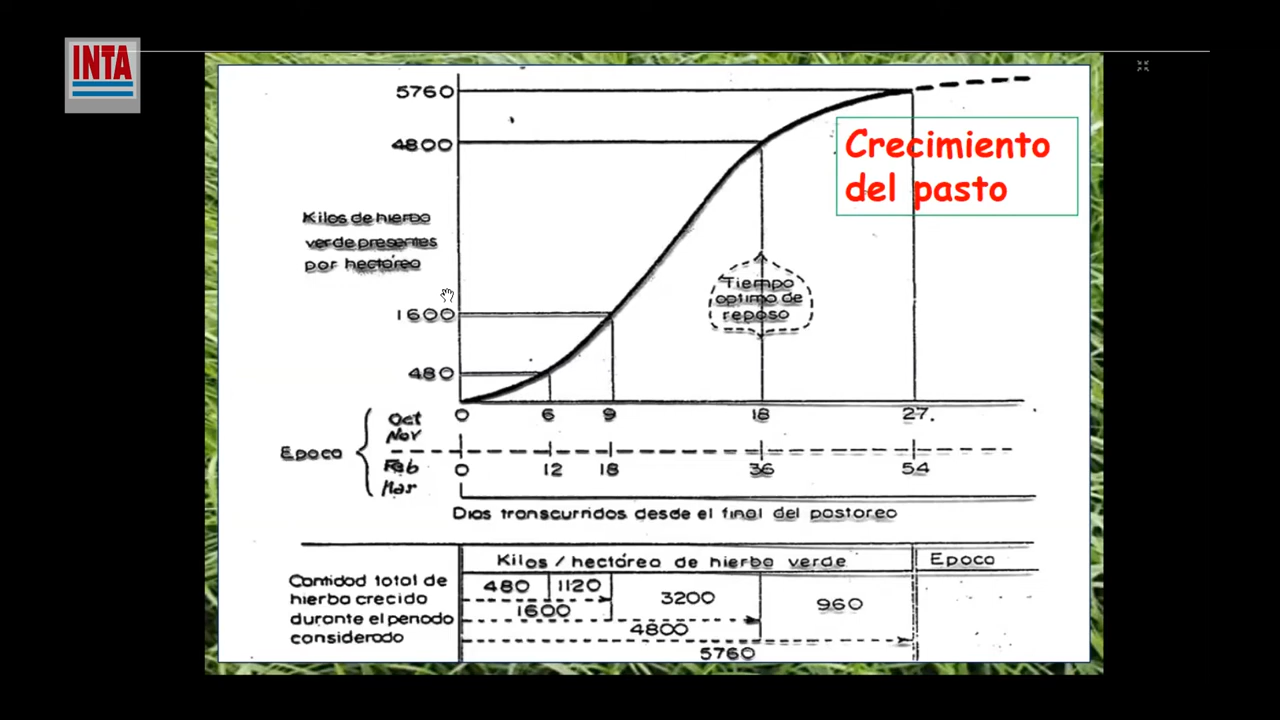 INTA
5760
4800
Crecimiento
del pasto
Kilos de hierba
verde presentes
por hectárea
Tiempo
optimo de
reposo
1600
480
0 6 9 18 27.
Oct
Nov
Epoca
Feb
Mar
0 12 18 36 54
Dias transcurridos desde el final del pastoreo
Kilos / hectárea de hierba verde Epoca
Cantidad total de
hierba crecida
durante el periodo
considerado
480 1120
1600
3200
4800
960
5760